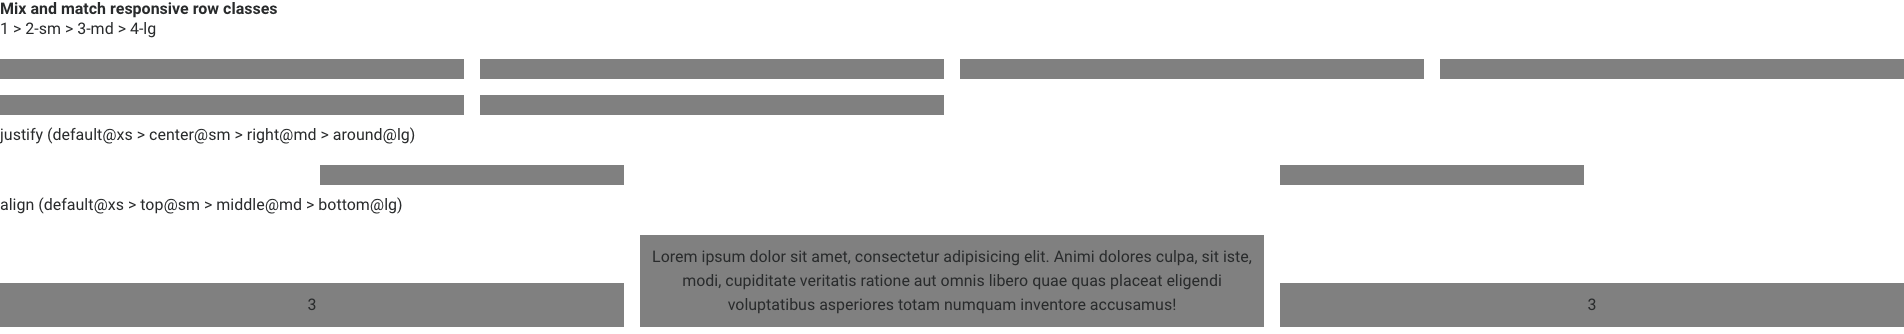 Mix and match responsive row classes
1 > 2-sm > 3-md > 4-lg
justify (default@xs > center@sm > right@md > around@lg)
align (default@xs > top@sm > middle@md > bottom@lg)
Lorem ipsum dolor sit amet, consectetur adipisicing elit. Animi dolores culpa, sit iste,
modi, cupiditate veritatis ratione aut omnis libero quae quas placeat eligendi
voluptatibus asperiores totam numquam inventore accusamus!
3
3